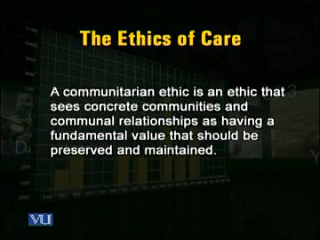 The Ethics of Care
A communitarian ethic is an ethic that
sees concrete communities and
communal relationships as having a
fundamental value that should be
preserved and maintained.
VU